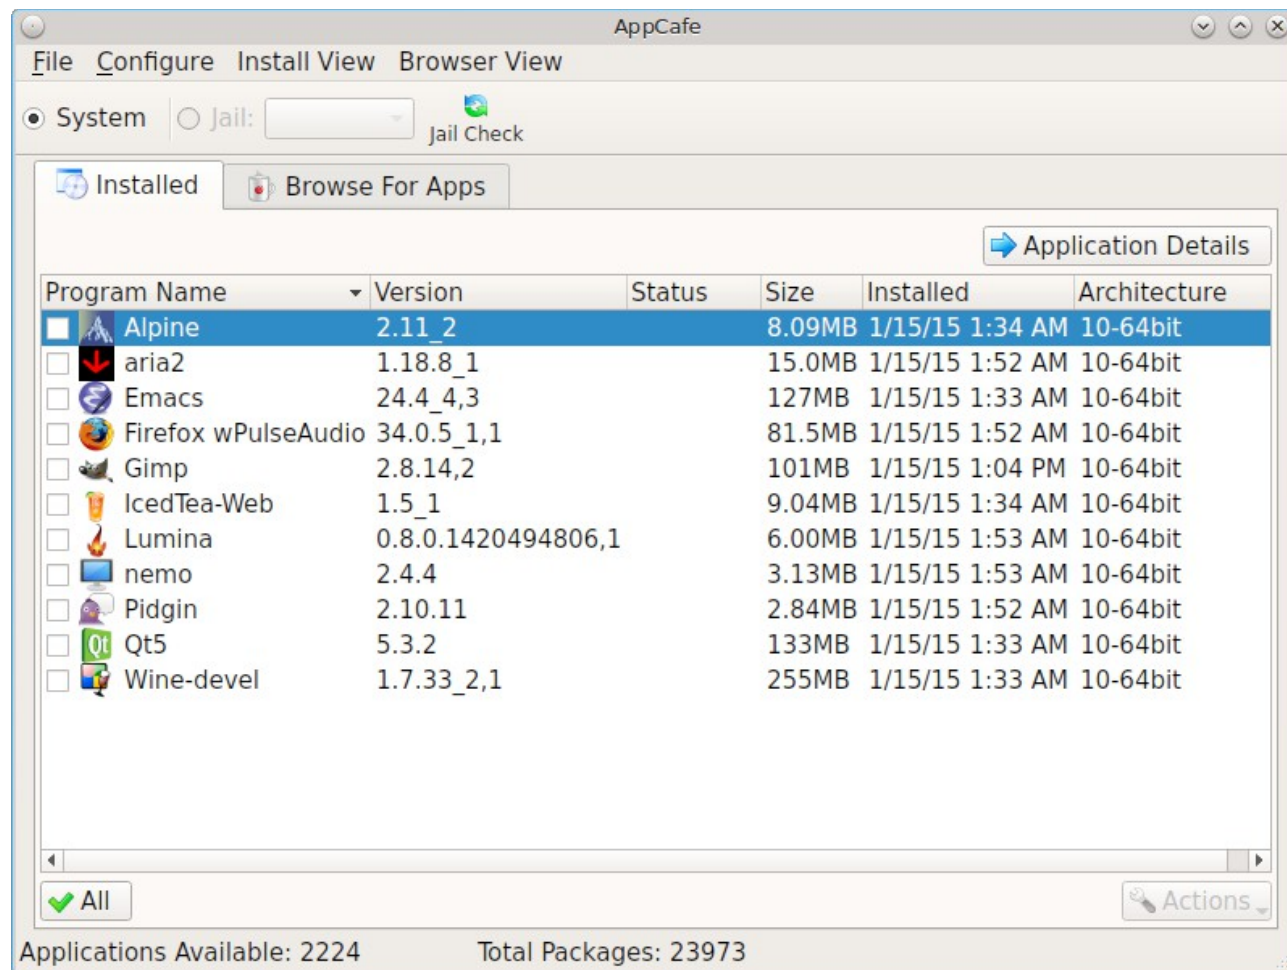 AppCafe
File Configure Install View Browser View
System Jail: Jail Check
Installed Browse For Apps
Application Details
Program Name Version Status Size Installed Architecture
Alpine 2.11_2 8.09MB 1/15/15 1:34 AM 10-64bit
aria2 1.18.8_1 15.0MB 1/15/15 1:52 AM 10-64bit
Emacs 24.4_4,3 127MB 1/15/15 1:33 AM 10-64bit
Firefox wPulseAudio 34.0.5_1,1 81.5MB 1/15/15 1:52 AM 10-64bit
Gimp 2.8.14,2 101MB 1/15/15 1:04 PM 10-64bit
IcedTea-Web 1.5_1 9.04MB 1/15/15 1:34 AM 10-64bit
Lumina 0.8.0.1420494806,1 6.00MB 1/15/15 1:53 AM 10-64bit
nemo 2.4.4 3.13MB 1/15/15 1:53 AM 10-64bit
Pidgin 2.10.11 2.84MB 1/15/15 1:52 AM 10-64bit
Qt Qt5 5.3.2 133MB 1/15/15 1:33 AM 10-64bit
Wine-devel 1.7.33_2,1 255MB 1/15/15 1:33 AM 10-64bit
All Actions
Applications Available: 2224 Total Packages: 23973